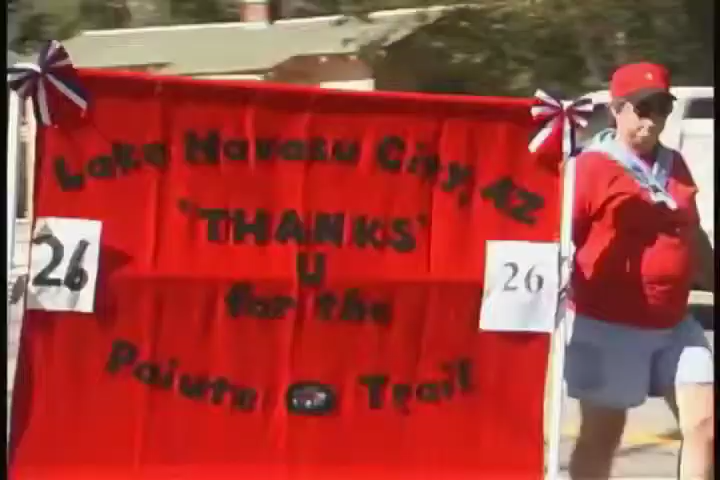 Lake Havasu City, AZ
'THANKS'
U
for the
Paiute Trail
26
26